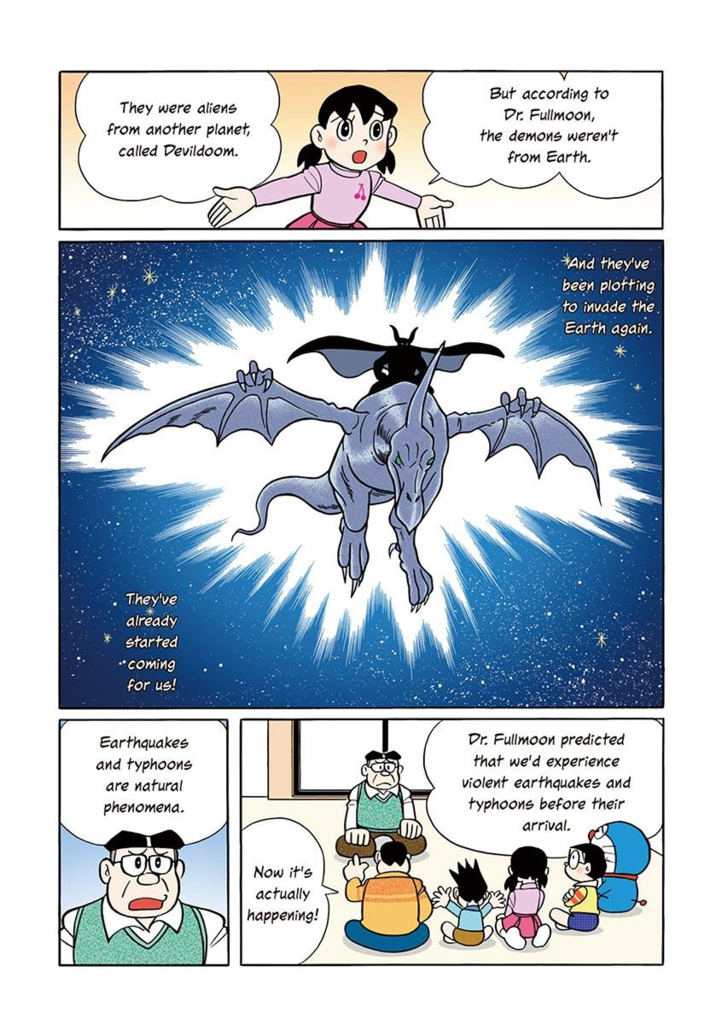 But according to
Dr. Fullmoon,
the demons weren't
from Earth.
They were aliens
from another planet,
called Devildoom.
And they've
been plotting
to invade the
Earth again.
They've
already
started
coming
for us!
Dr. Fullmoon predicted
that we'd experience
violent earthquakes and
typhoons before their
arrival.
Now it's
actually
happening!
Earthquakes
and typhoons
are natural
phenomena.